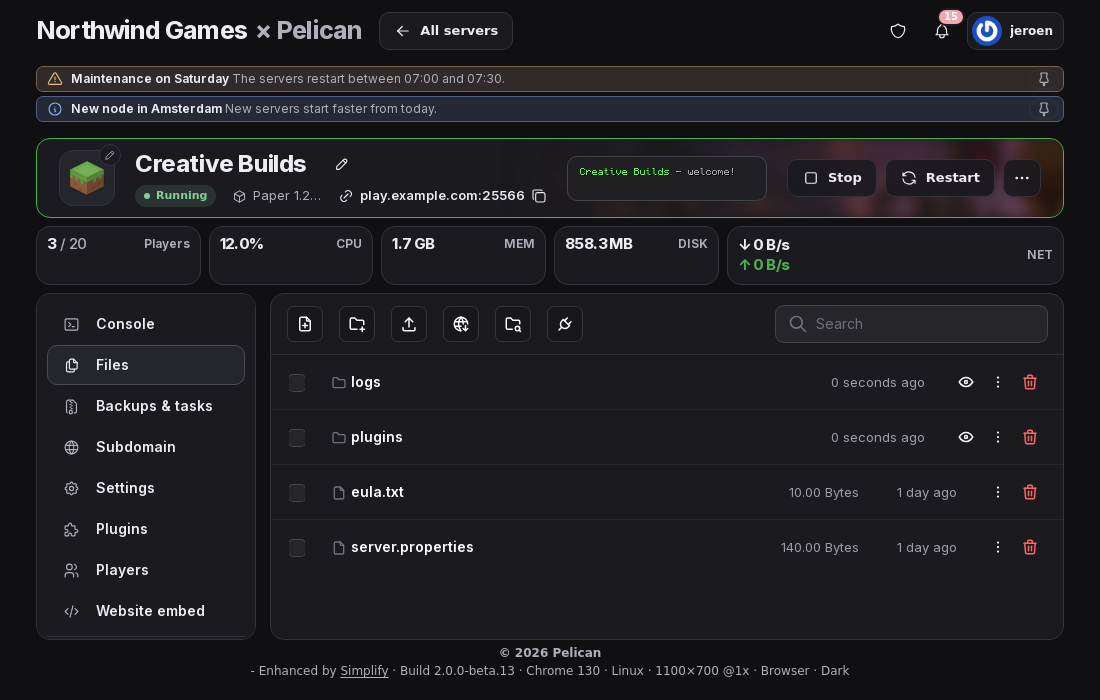 Northwind Games × Pelican
All servers
15
jeroen
Maintenance on Saturday The servers restart between 07:00 and 07:30.
New node in Amsterdam New servers start faster from today.
Creative Builds
Running
Paper 1.2…
play.example.com:25566
Creative Builds – welcome!
Stop
Restart
3 / 20 Players
12.0% CPU
1.7 GB MEM
858.3MB DISK
↓0 B/s
↑0 B/s
NET
Console
Files
Backups & tasks
Subdomain
Settings
Plugins
Players
Website embed
Search
logs 0 seconds ago
plugins 0 seconds ago
eula.txt 10.00 Bytes 1 day ago
server.properties 140.00 Bytes 1 day ago
© 2026 Pelican
- Enhanced by Simplify · Build 2.0.0-beta.13 · Chrome 130 · Linux · 1100×700 @1x · Browser · Dark